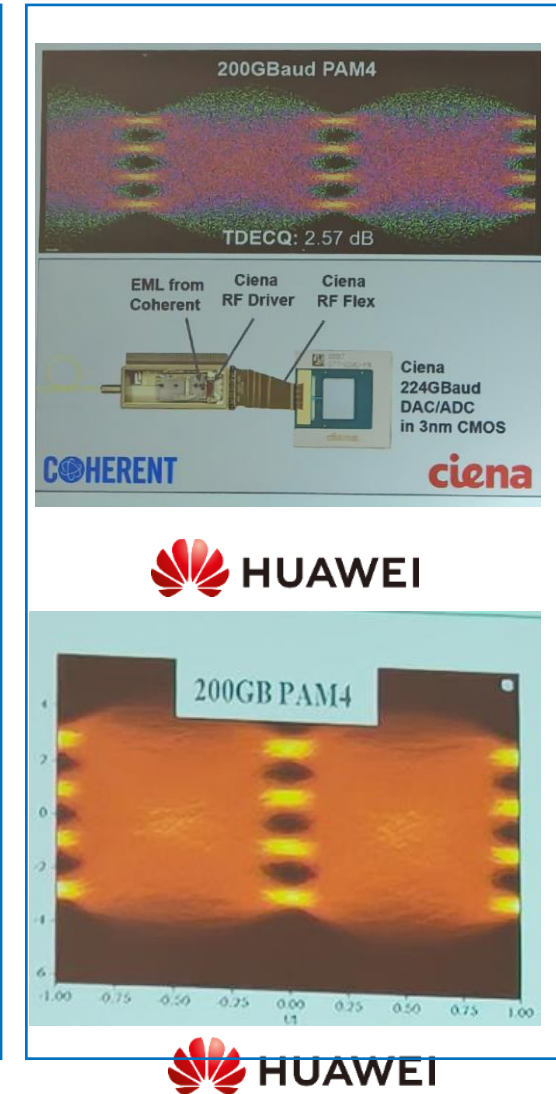 200GBaud PAM4
TDECQ: 2.57 dB
EML from
Coherent
Ciena
RF Driver
Ciena
RF Flex
Ciena
224GBaud
DAC/ADC
in 3nm CMOS
COHERENT
ciena
HUAWEI
200GB PAM4
4
2
0
-2
-4
6
-1.00 -0.75 -0.50 -0.25 0.00 0.25 0.50 0.75 1.00
UI
HUAWEI